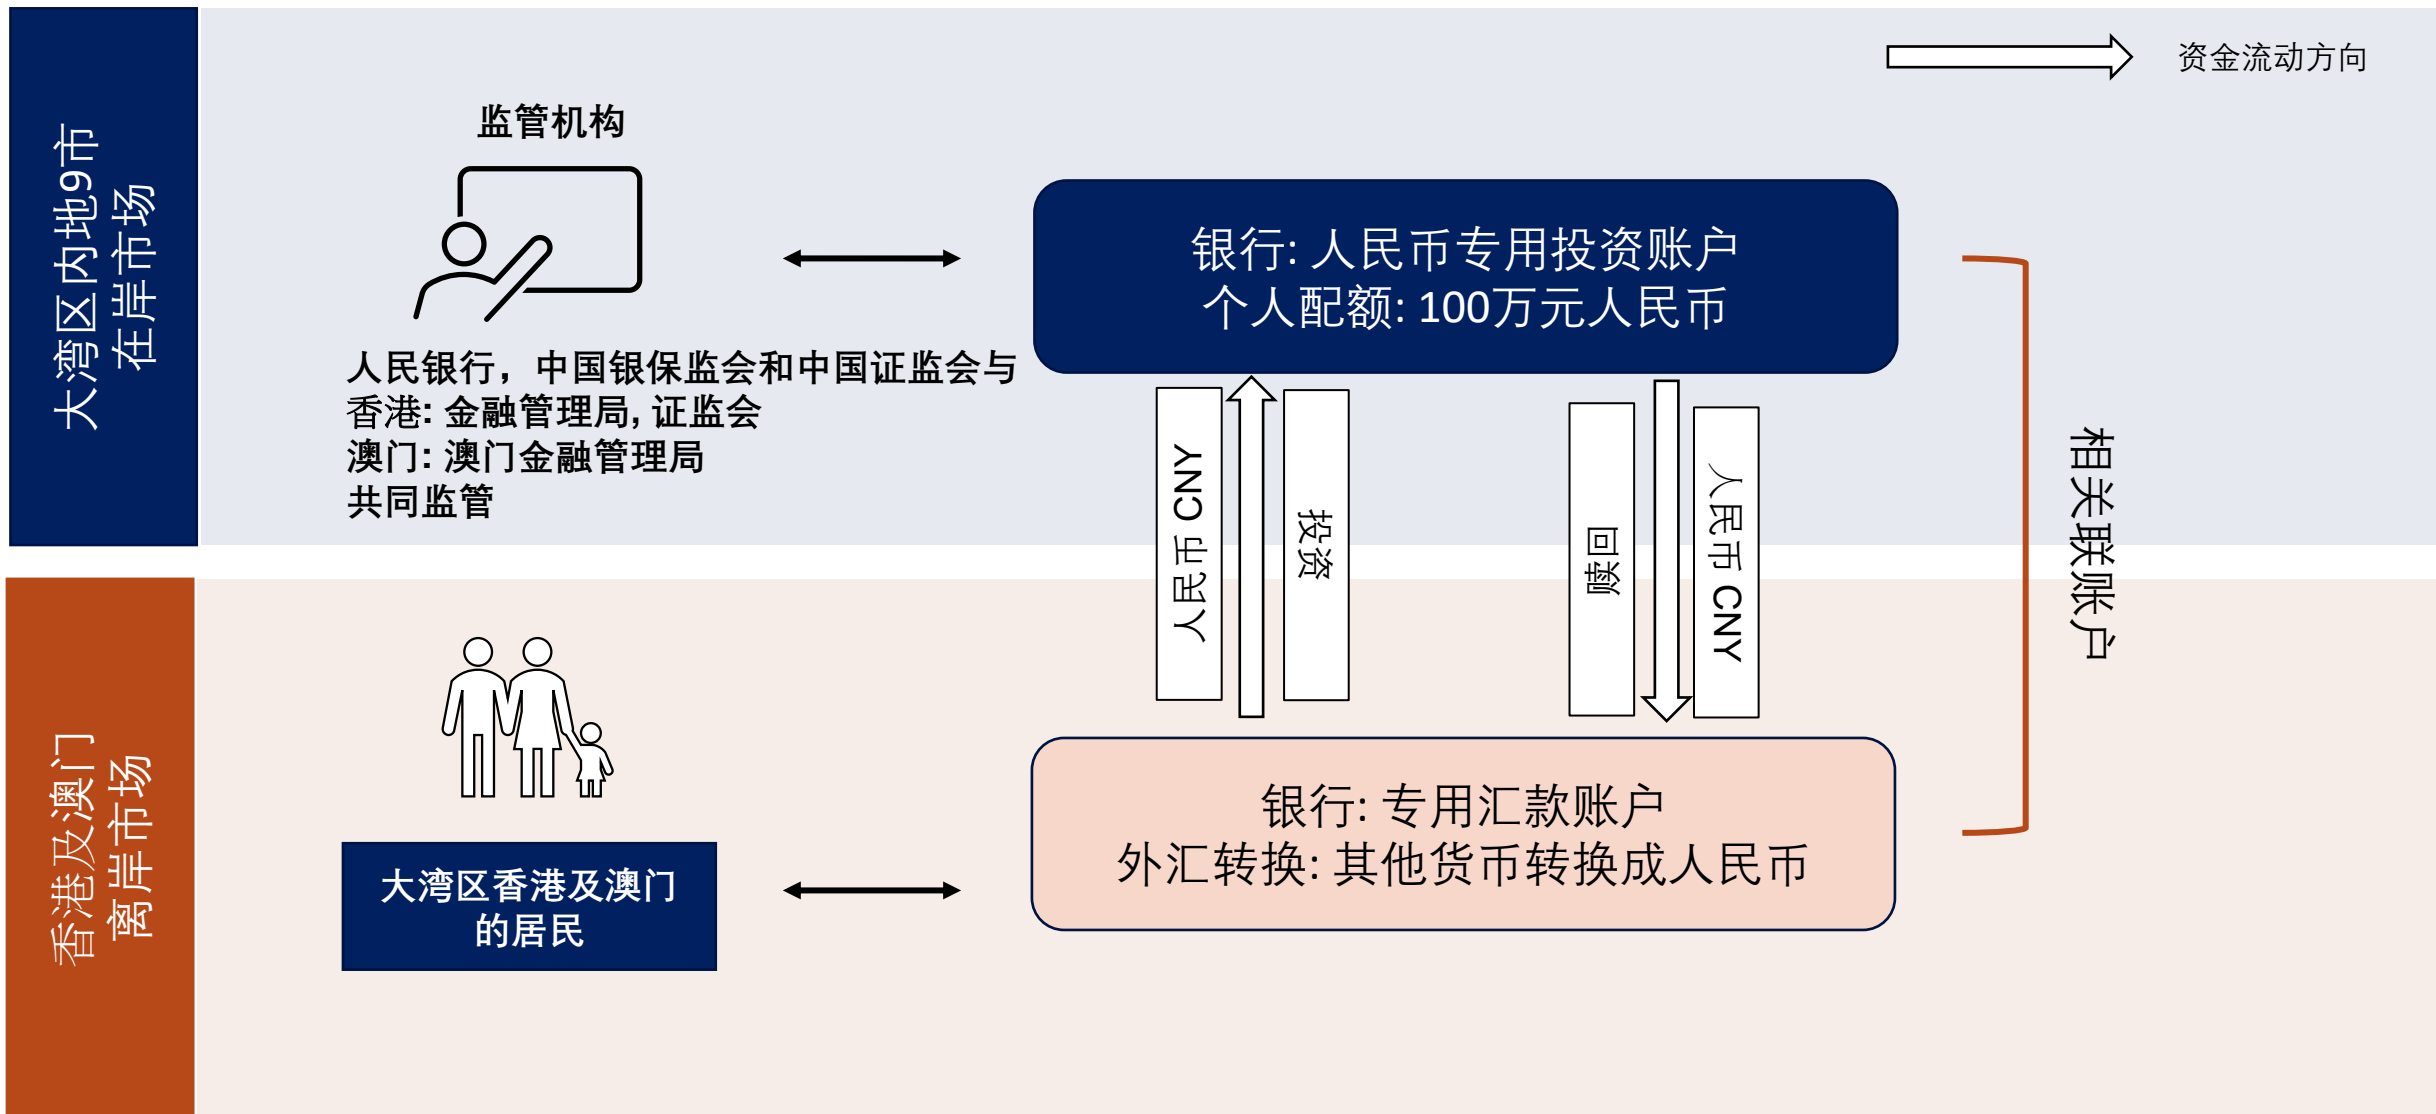 大湾区内地9市
在岸市场
资金流动方向
监管机构
人民银行，中国银保监会和中国证监会与
香港: 金融管理局, 证监会
澳门: 澳门金融管理局
共同监管
银行: 人民币专用投资账户
个人配额: 100万元人民币
人民币 CNY
投资
赎回
人民币 CNY
相关联账户
香港及澳门
离岸市场
大湾区香港及澳门
的居民
银行: 专用汇款账户
外汇转换: 其他货币转换成人民币